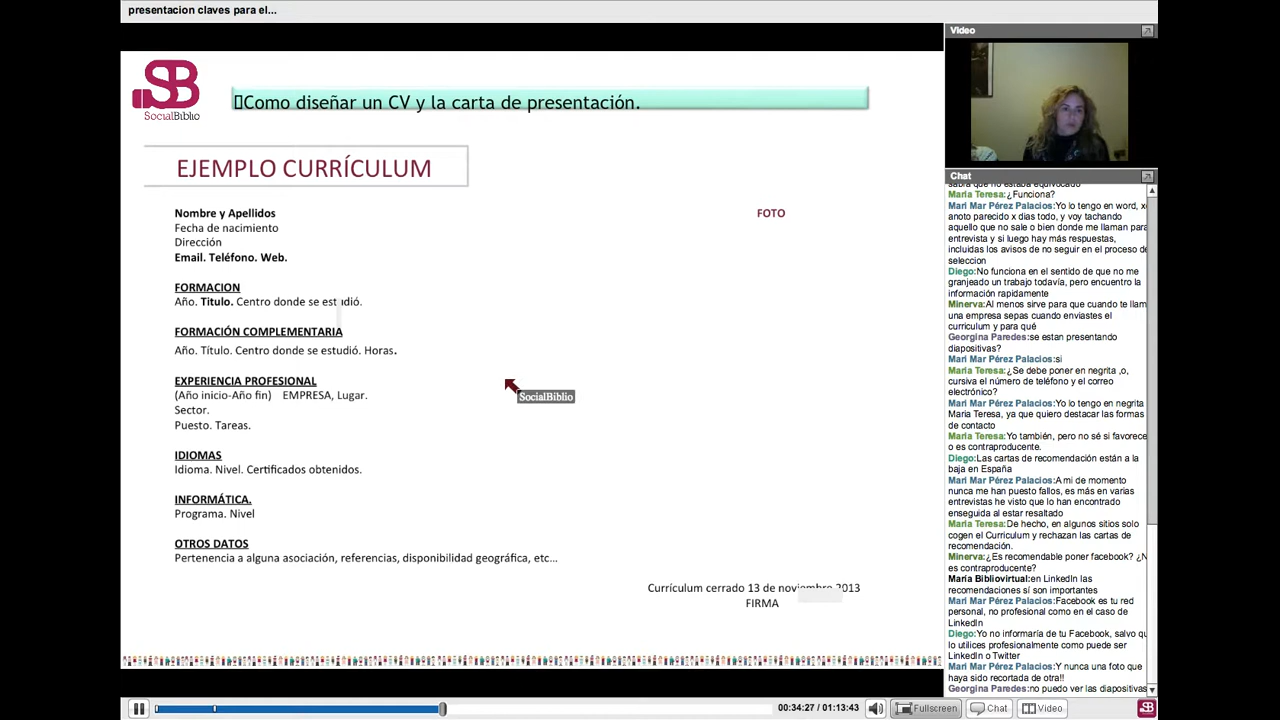 presentacion claves para el...
SB
SocialBiblio
Como diseñar un CV y la carta de presentación.
EJEMPLO CURRÍCULUM
Nombre y Apellidos
FOTO
Fecha de nacimiento
Dirección
Email. Teléfono. Web.
FORMACION
Año. Titulo. Centro donde se estudió.
FORMACIÓN COMPLEMENTARIA
Año. Título. Centro donde se estudió. Horas.
EXPERIENCIA PROFESIONAL
(Año inicio-Año fin) EMPRESA, Lugar.
Sector.
Puesto. Tareas.
SocialBiblio
IDIOMAS
Idioma. Nivel. Certificados obtenidos.
INFORMÁTICA.
Programa. Nivel
OTROS DATOS
Pertenencia a alguna asociación, referencias, disponibilidad geográfica, etc...
Currículum cerrado 13 de noviembre 2013
FIRMA
Video
Chat
sabra que no estaba equivocado
Maria Teresa:¿Funciona?
Mari Mar Pérez Palacios:Yo lo tengo en word, xo
anoto parecido x dias todo, y voy tachando
aquello que no sale o bien donde me llaman para
entrevista y si luego hay más respuestas,
incluidas los avisos de no seguir en el proceso de
seleccion
Diego:No funciona en el sentido de que no me
granjeado un trabajo todavía, pero encuentro la
información rapidamente
Minerva:Al menos sirve para que cuando te llam
una empresa sepas cuando enviastes el
curriculum y para qué
Georgina Paredes:se estan presentando
diapositivas?
Mari Mar Pérez Palacios:si
Maria Teresa:¿Se debe poner en negrita ,o,
cursiva el número de teléfono y el correo
electrónico?
Mari Mar Pérez Palacios:Yo lo tengo en negrita
Maria Teresa, ya que quiero destacar las formas
de contacto
Maria Teresa:Yo también, pero no sé si favorece
o es contraproducente.
Diego:Las cartas de recomendación están a la
baja en España
Mari Mar Pérez Palacios:A mi de momento
nunca me han puesto fallos, es más en varias
entrevistas he visto que lo han encontrado
enseguida al estar resaltado
Maria Teresa:De hecho, en algunos sitios solo
cogen el Curriculum y rechazan las cartas de
recomendación.
Minerva:¿Es recomendable poner facebook? ¿N
es contraproducente?
María Bibliovirtual:en LinkedIn las
recomendaciones sí son importantes
Mari Mar Pérez Palacios:Facebook es tu red
personal, no profesional como en el caso de
LinkedIn
Diego:Yo no informaría de tu Facebook, salvo qu
lo utilices profesionalmente como puede ser
LinkedIn o Twitter
Mari Mar Pérez Palacios:Y nunca una foto que
haya sido recortada de otra!!
Georgina Paredes:no puedo ver las diapositivas
00:34:27 / 01:13:43
Fullscreen
Chat
Video
SB